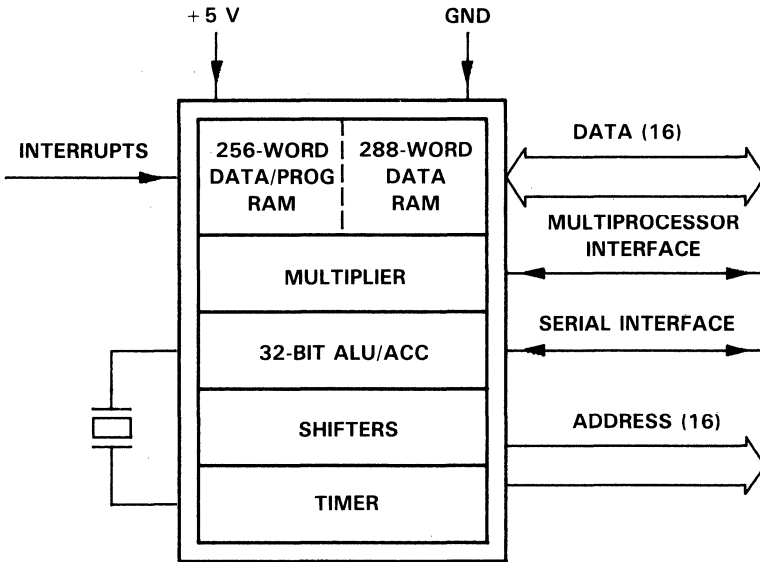 +5 V
GND
INTERRUPTS
256-WORD
DATA/PROG
RAM
288-WORD
DATA
RAM
DATA (16)
MULTIPROCESSOR
INTERFACE
MULTIPLIER
SERIAL INTERFACE
32-BIT ALU/ACC
SHIFTERS
ADDRESS (16)
TIMER